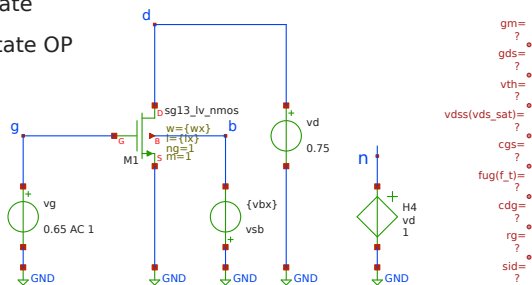 ate
tate OP
d
sg13_lv_nmos
D
w={wx}
l={lx}
ng=1
m=1
G
B
S
M1
g
b
vd
0.75
n
vg
0.65 AC 1
{vbx}
vsb
H4
vd
1
GND
GND
GND
GND
GND
gm=
?
gds=
?
vth=
?
vdss(vds_sat)=
?
cgs=
?
fug(f_t)=
?
cdg=
?
rg=
?
sid=
?